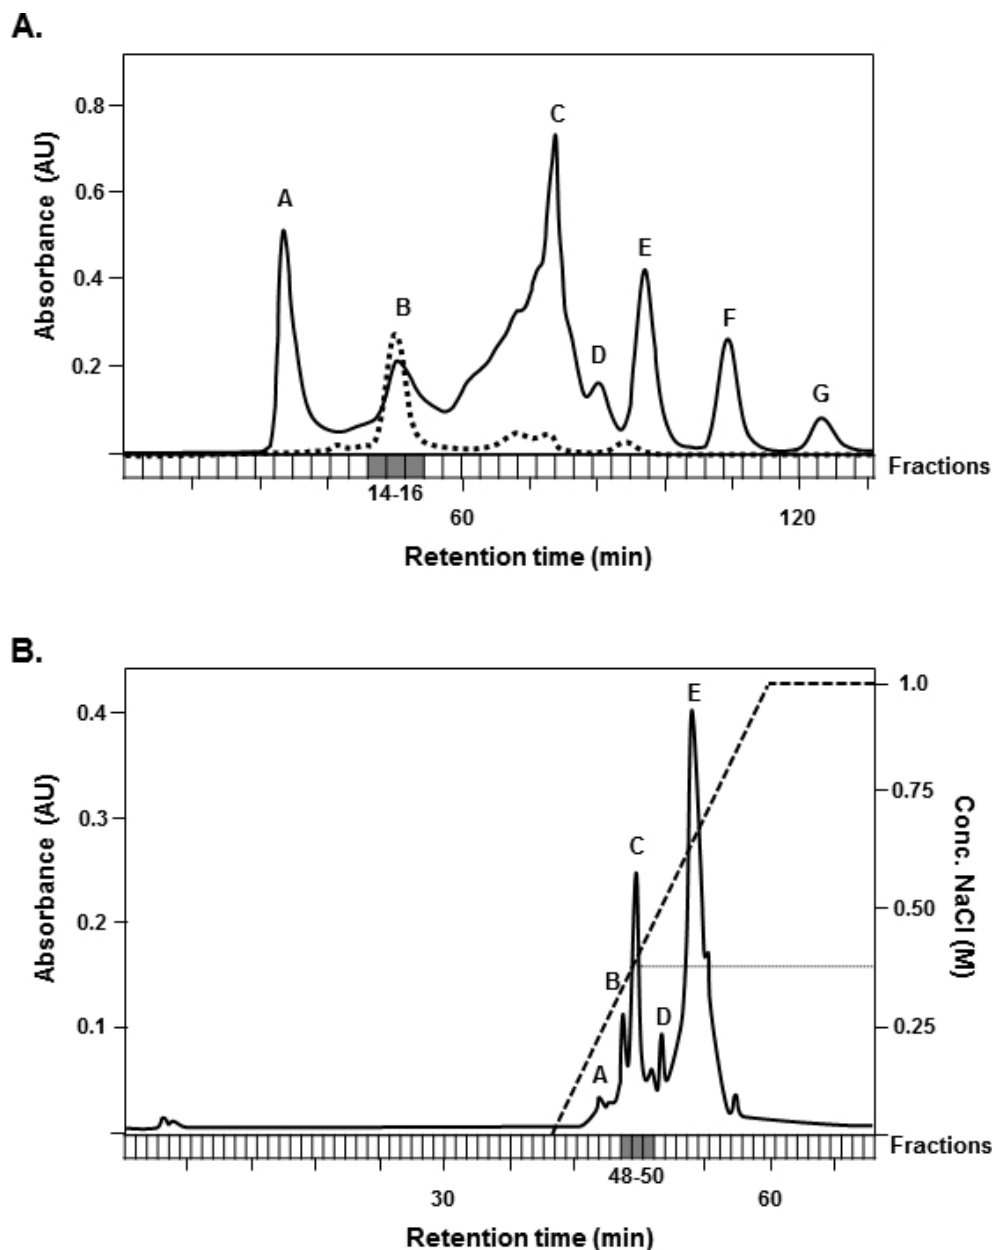 A.
Absorbance (AU)
0.8
0.6
0.4
0.2
A
B
C
D
E
F
G
Fractions
14-16
60
120
Retention time (min)
B.
Absorbance (AU)
0.4
0.3
0.2
0.1
A
B
C
D
E
1.0
0.75
0.50
0.25
Conc. NaCl (M)
Fractions
48-50
30
60
Retention time (min)